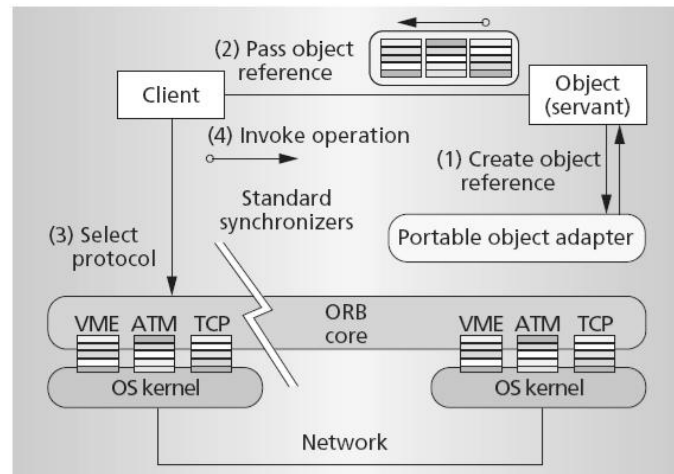 (2) Pass object
reference
Client
Object
(servant)
(4) Invoke operation
(1) Create object
reference
Standard
synchronizers
(3) Select
protocol
Portable object adapter
ORB
core
VME ATM TCP
VME ATM TCP
OS kernel
OS kernel
Network